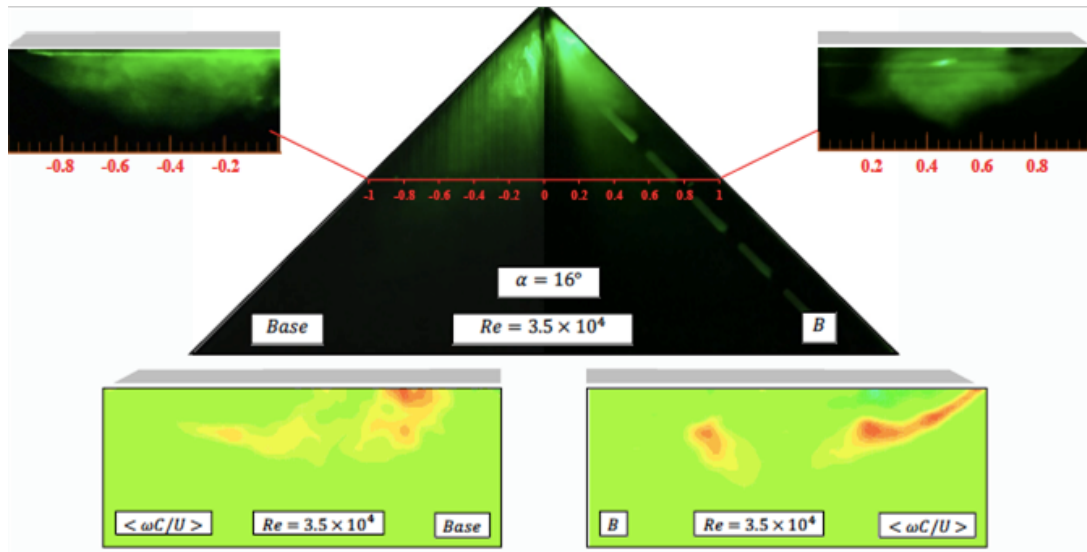 -0.8 -0.6 -0.4 -0.2
0.2 0.4 0.6 0.8
-1 -0.8 -0.6 -0.4 -0.2 0 0.2 0.4 0.6 0.8 1
α = 16°
Base
Re = 3.5 × 10⁴
B
< ωC/U >
Re = 3.5 × 10⁴
Base
B
Re = 3.5 × 10⁴
< ωC/U >